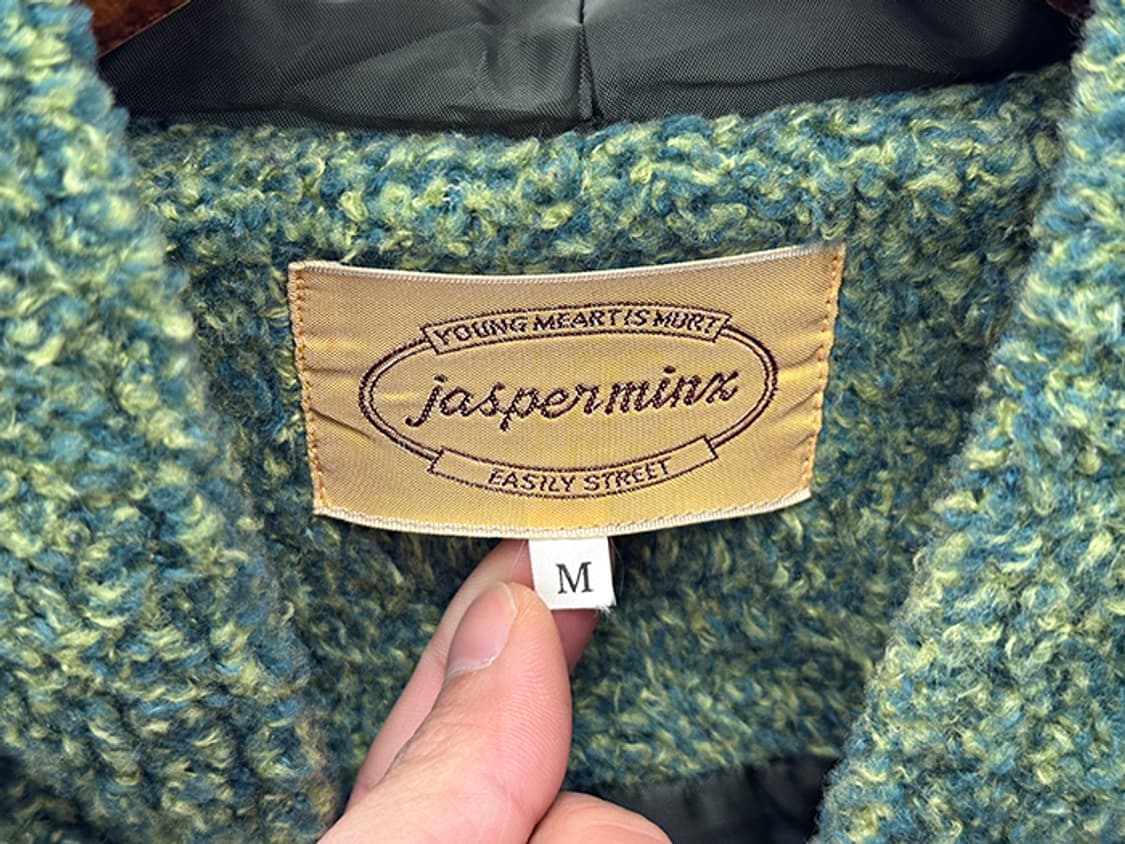 YOUNG MEART IS MURT
jasperminx
EASILY STREET
M